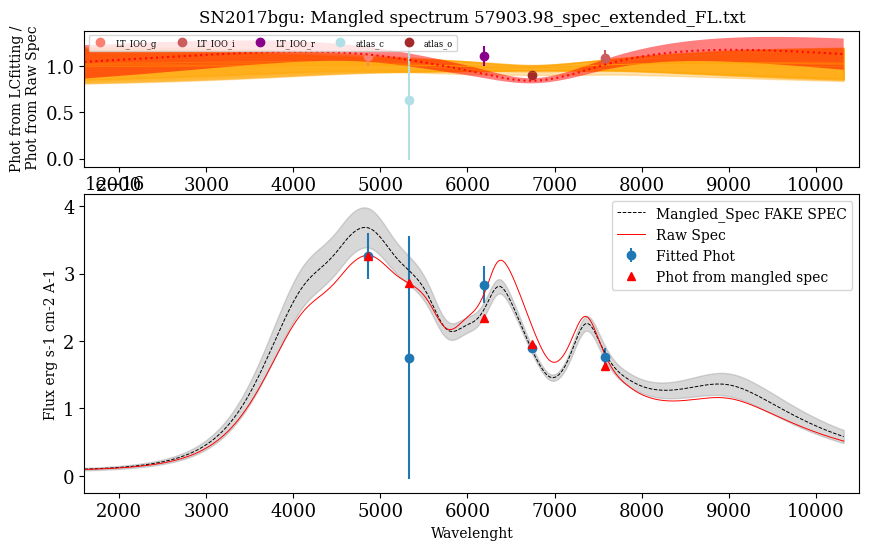 SN2017bgu: Mangled spectrum 57903.98_spec_extended_FL.txt
Phot from LCfitting /
Phot from Raw Spec
LT_IOO_g LT_IOO_i LT_IOO_r atlas_c atlas_o
1.0
0.5
0.0
2000 3000 4000 5000 6000 7000 8000 9000 10000
1e−16
Mangled_Spec FAKE SPEC
Raw Spec
Fitted Phot
Phot from mangled spec
Flux erg s-1 cm-2 A-1
4
3
2
1
0
2000 3000 4000 5000 6000 7000 8000 9000 10000
Wavelenght